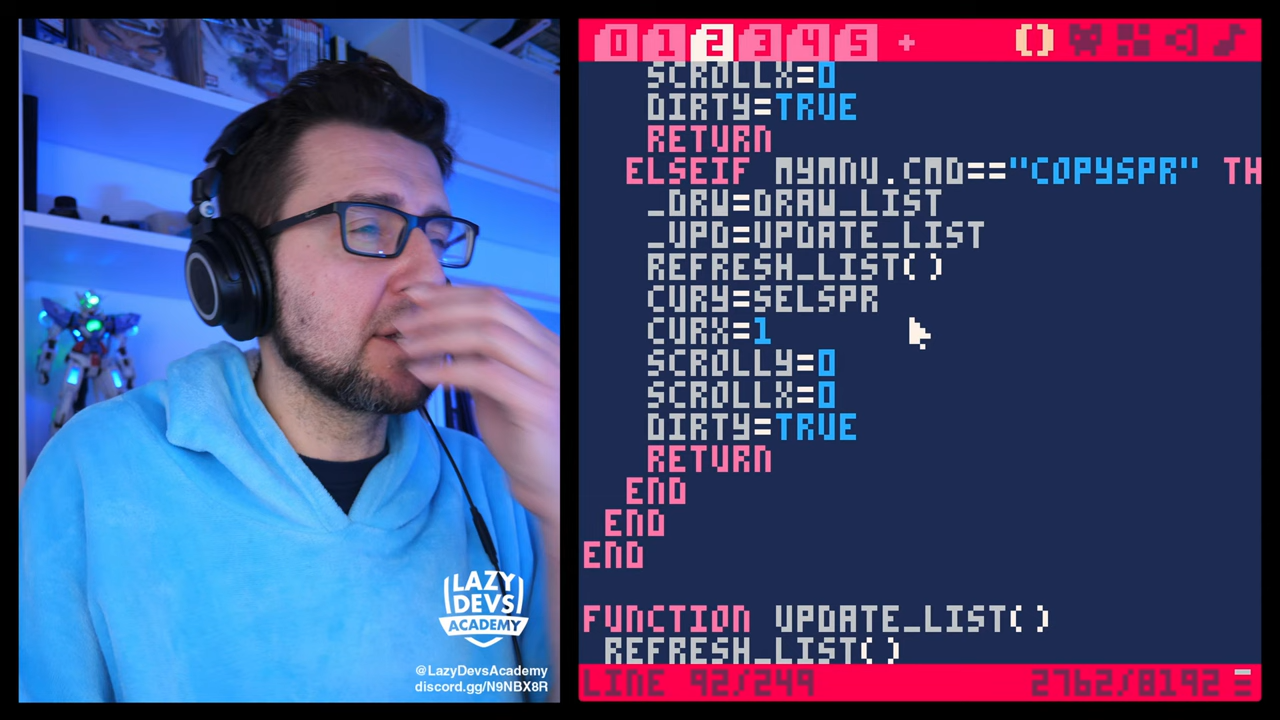 0 1 2 3 4 5 +
SCROLLX=0
DIRTY=TRUE
RETURN
ELSEIF MYMNU.CMD=="COPYSPR" TH
_DRW=DRAW_LIST
_UPD=UPDATE_LIST
REFRESH_LIST()
CURY=SELSPR
CURX=1
SCROLLY=0
SCROLLX=0
DIRTY=TRUE
RETURN
END
END
END
FUNCTION UPDATE_LIST()
REFRESH_LIST()
LINE 92/249 2762/8192
LAZY
DEVS
ACADEMY
@LazyDevsAcademy
discord.gg/N9NBX8R